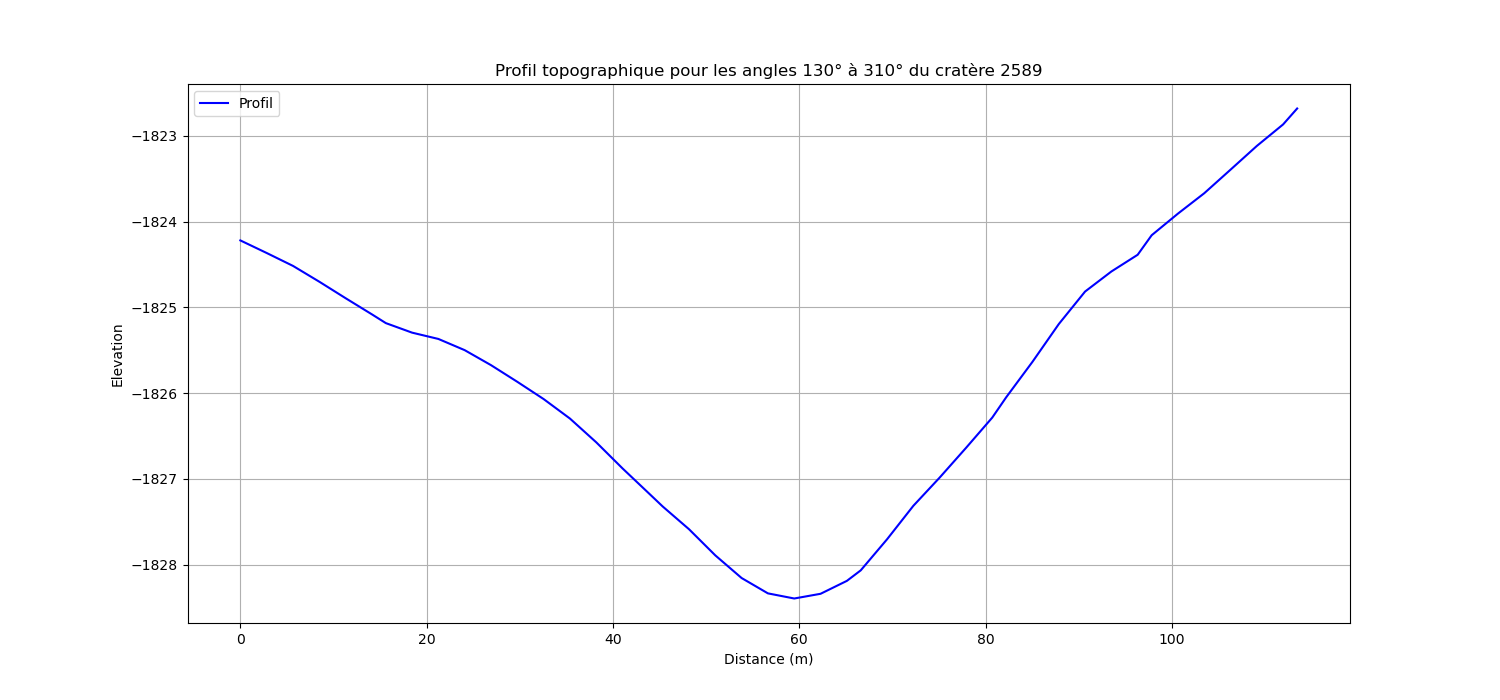 Profil topographique pour les angles 130° à 310° du cratère 2589
Profil
−1823
−1824
−1825
−1826
−1827
−1828
Elevation
0 20 40 60 80 100
Distance (m)